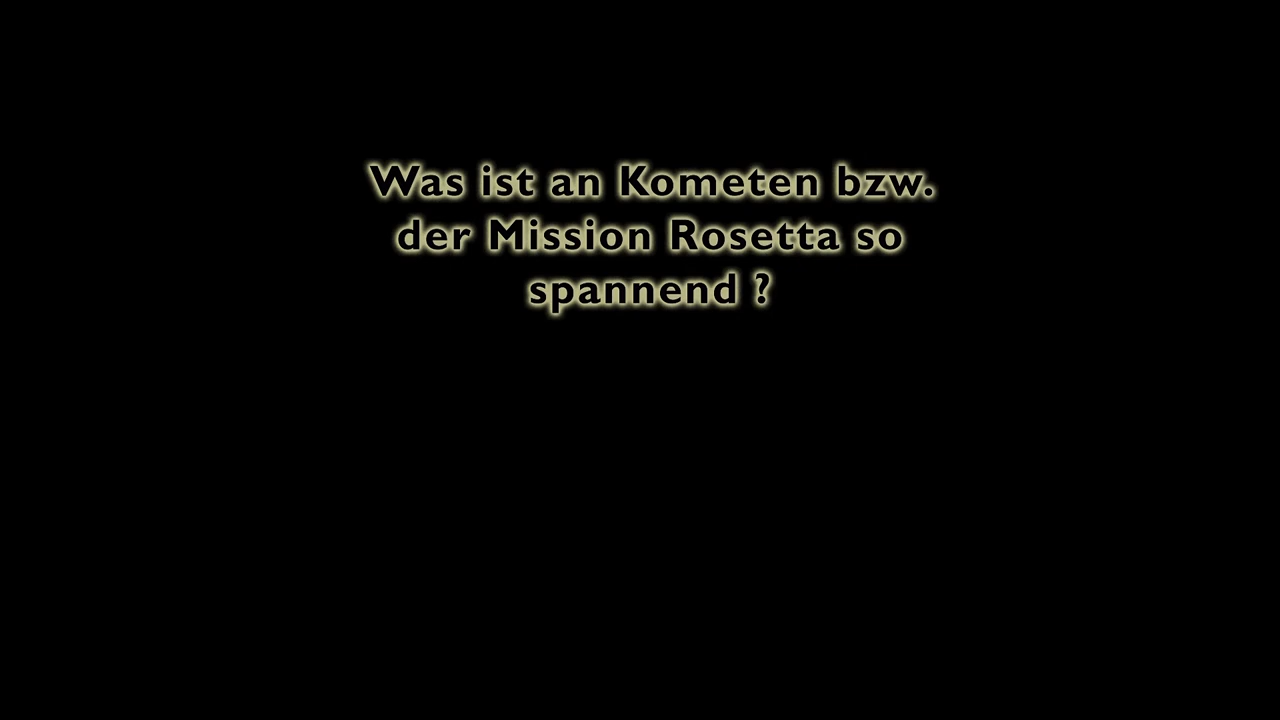 Was ist an Kometen bzw.
der Mission Rosetta so
spannend ?